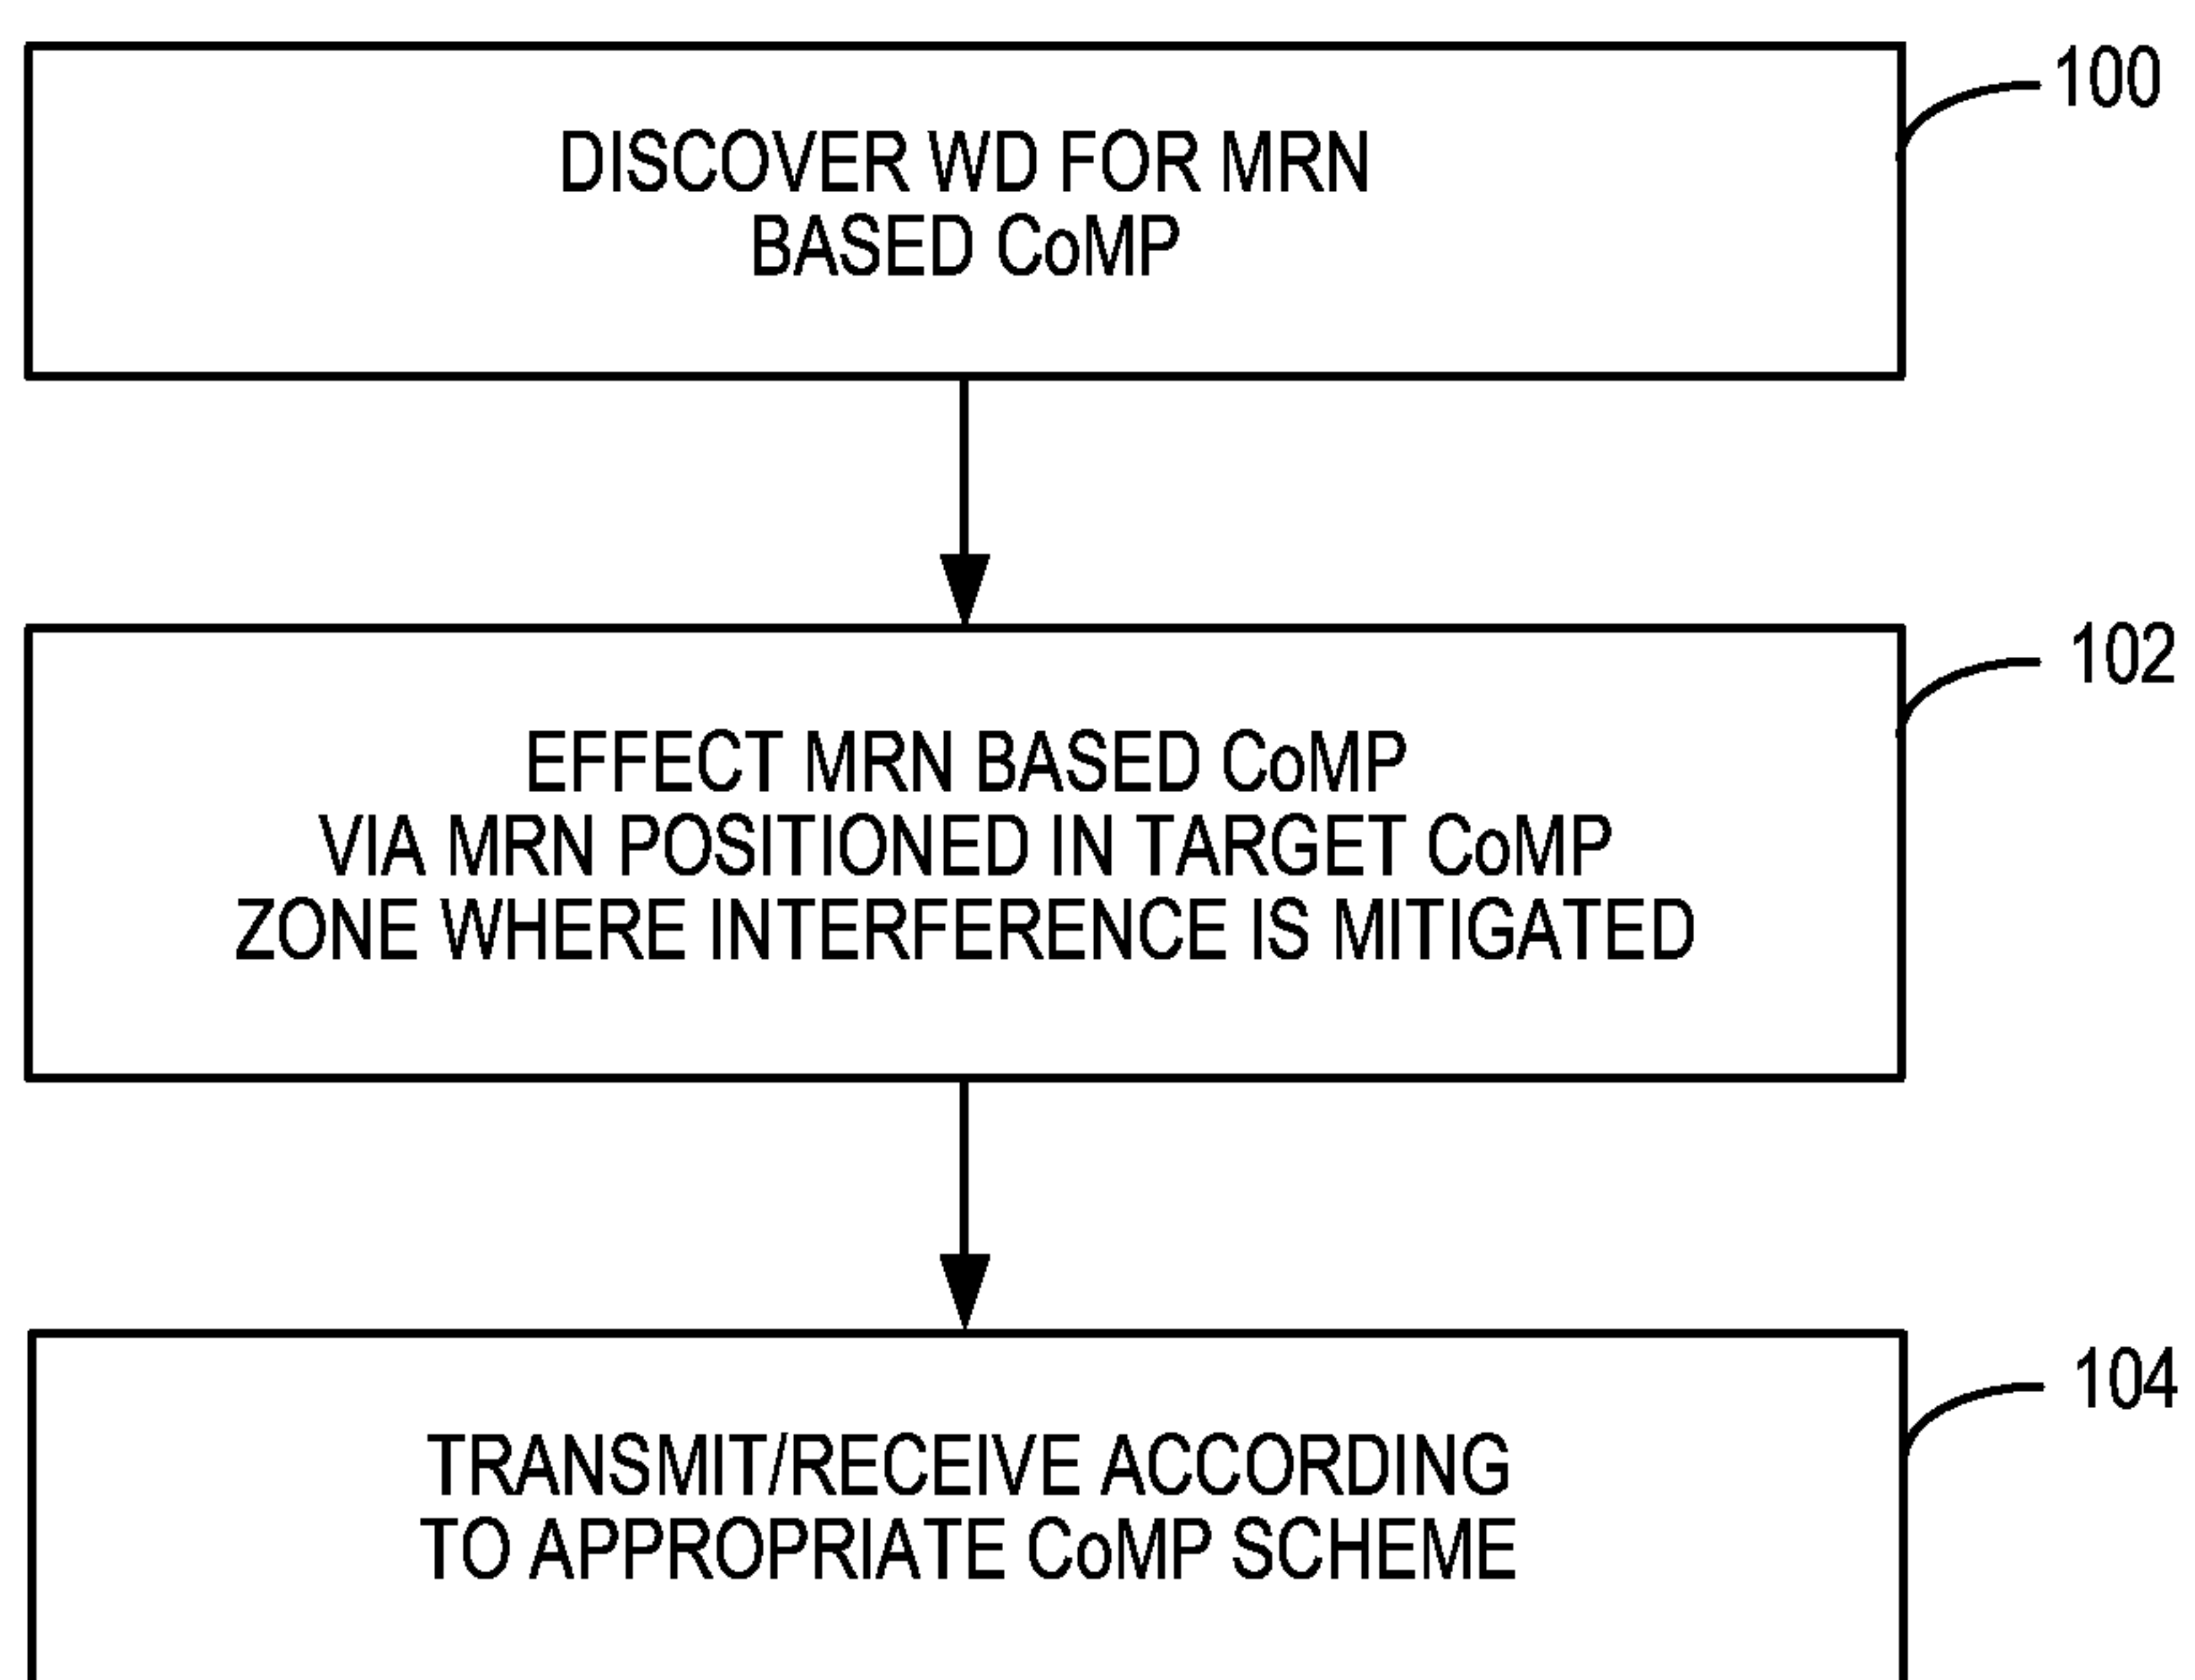 100
DISCOVER WD FOR MRN
BASED CoMP
102
EFFECT MRN BASED CoMP
VIA MRN POSITIONED IN TARGET CoMP
ZONE WHERE INTERFERENCE IS MITIGATED
104
TRANSMIT/RECEIVE ACCORDING
TO APPROPRIATE CoMP SCHEME